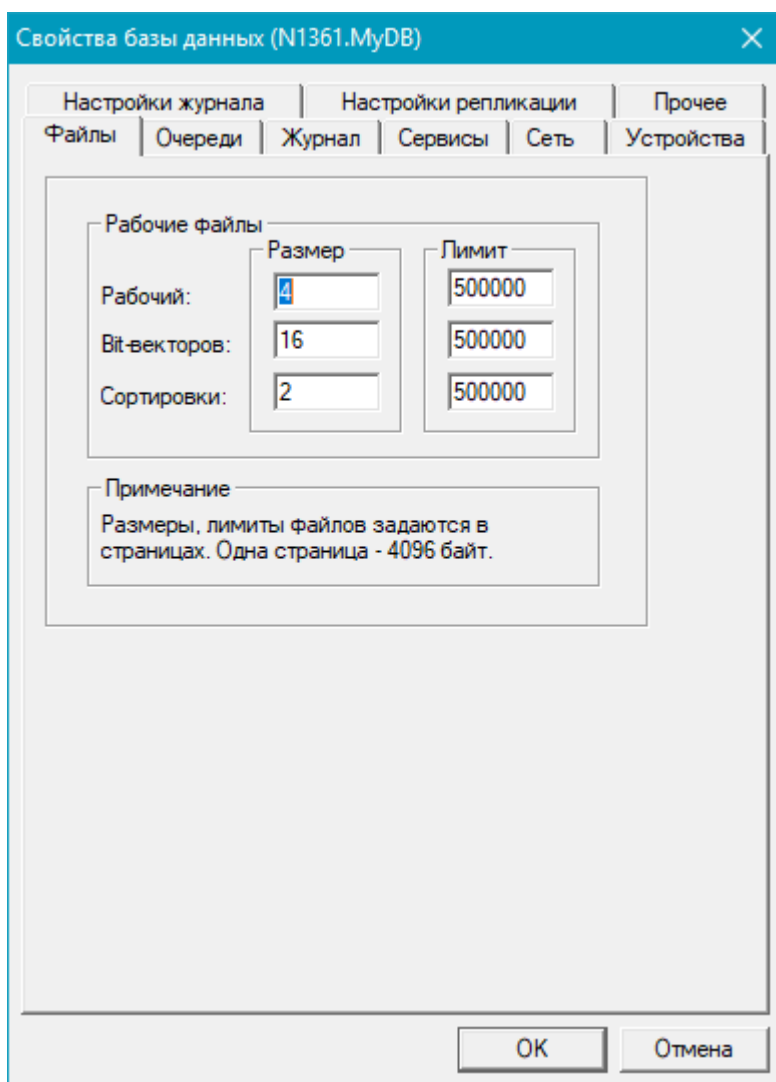 Свойства базы данных (N1361.MyDB)
Настройки журнала Настройки репликации Прочее
Файлы Очереди Журнал Сервисы Сеть Устройства
Рабочие файлы
Размер Лимит
Рабочий: 4 500000
Bit-векторов: 16 500000
Сортировки: 2 500000
Примечание
Размеры, лимиты файлов задаются в
страницах. Одна страница - 4096 байт.
OK Отмена